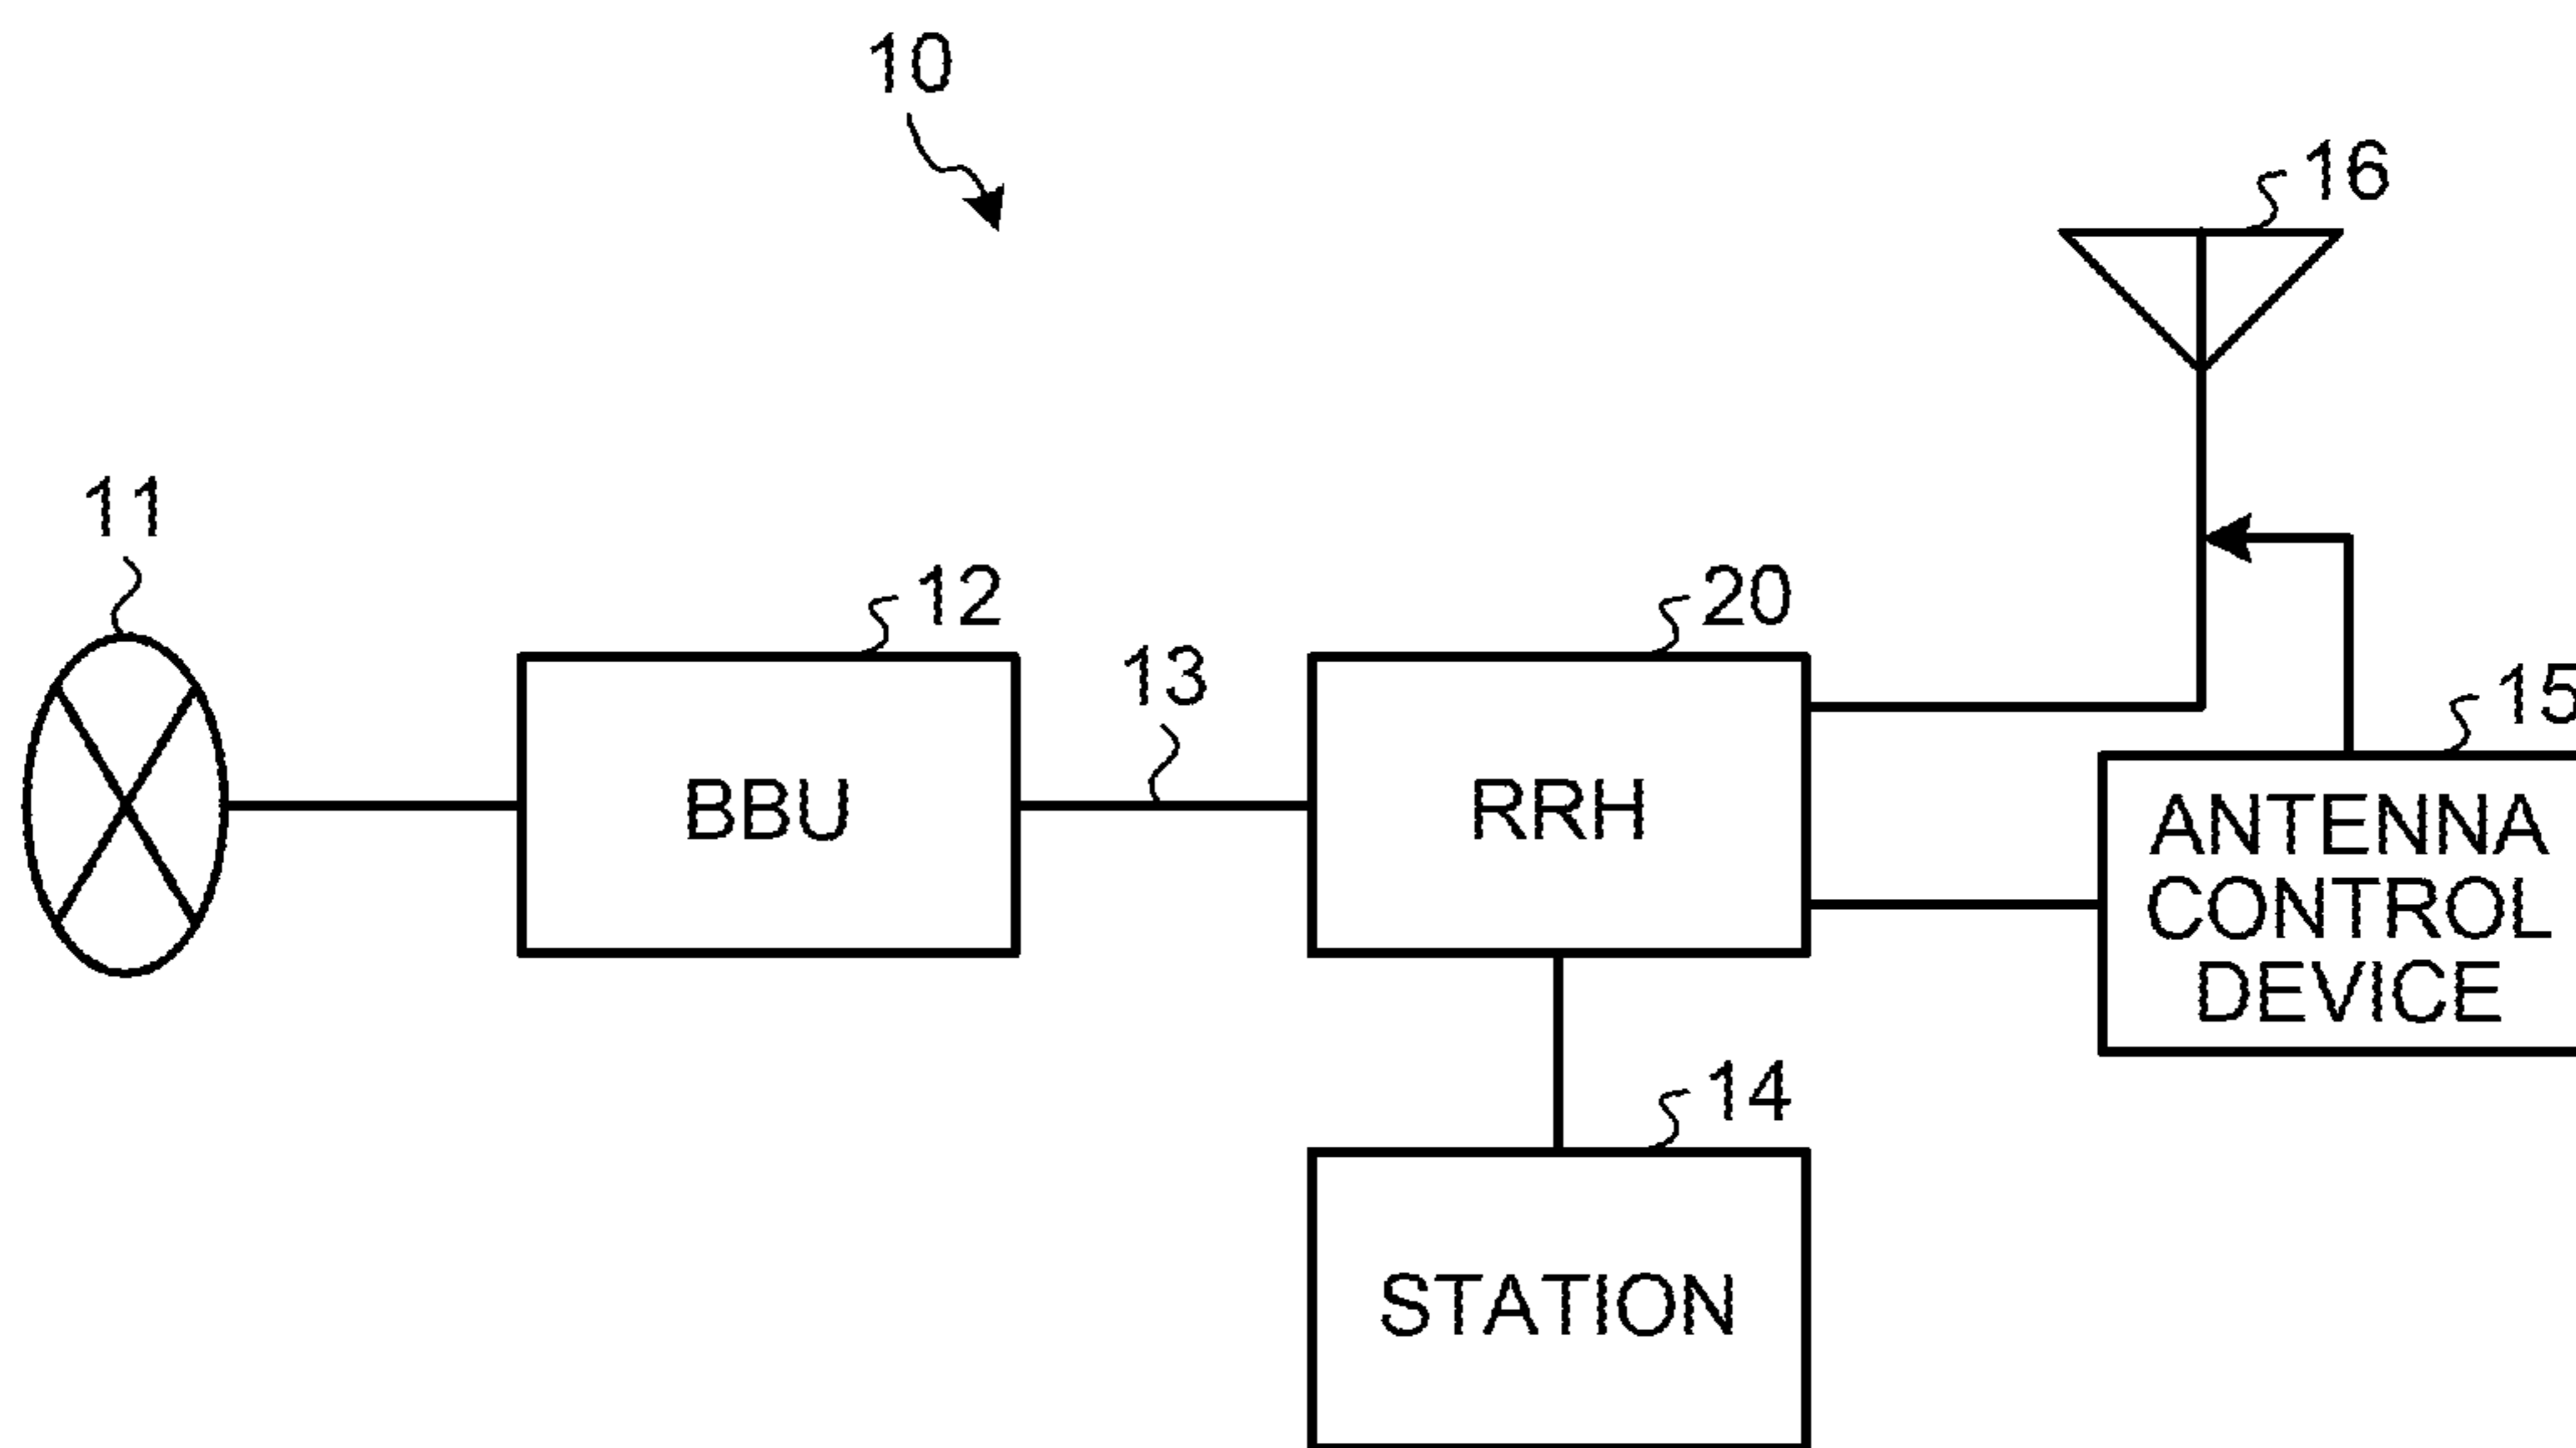 10
16
11
12
20
13
15
BBU
RRH
ANTENNA
CONTROL
DEVICE
14
STATION